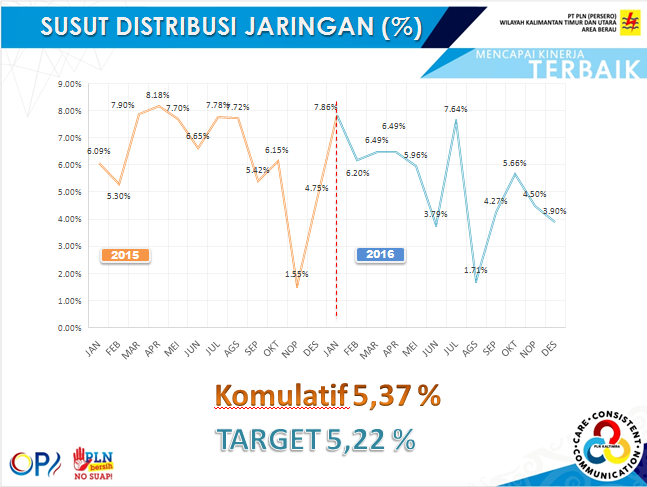 SUSUT DISTRIBUSI JARINGAN (%)
PT PLN (PERSERO)
WILAYAH KALIMANTAN TIMUR DAN UTARA
AREA BERAU
MENCAPAI KINERJA
TERBAIK
9.00%
8.00%
7.00%
6.00%
5.00%
4.00%
3.00%
2.00%
1.00%
0.00%
6.09%
5.30%
7.90%
8.18%
7.70%
6.65%
7.78%
7.72%
5.42%
6.15%
1.55%
4.75%
7.86%
6.20%
6.49%
6.49%
5.96%
3.79%
7.64%
1.71%
4.27%
5.66%
4.50%
3.90%
2015
2016
JAN FEB MAR APR MEI JUN JUL AGS SEP OKT NOP DES JAN FEB MAR APR MEI JUN JUL AGS SEP OKT NOP DES
Komulatif 5,37 %
TARGET 5,22 %
OPI
PLN
bersih
NO SUAP!
CARE-CONSISTENT
COMMUNICATION
PLN KALTIMRA